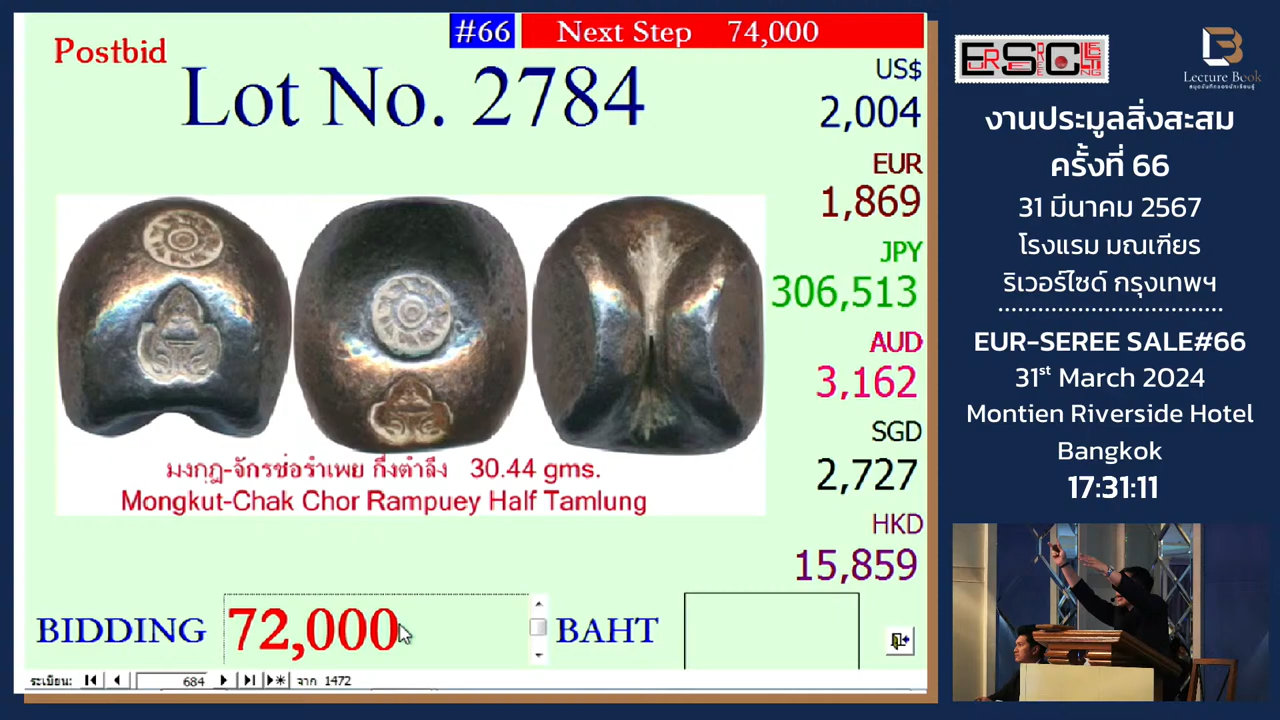 Postbid
#66
Next Step 74,000
Lot No. 2784
US$
2,004
EUR
1,869
JPY
306,513
AUD
3,162
SGD
2,727
HKD
15,859
มงกุฎ-จักรช่อรำเพย กึ่งตำลึง 30.44 gms.
Mongkut-Chak Chor Rampuey Half Tamlung
BIDDING 72,000 BAHT
ระเบียน: 684 จาก 1472
Lecture Book
งานประมูลสิ่งสะสม
ครั้งที่ 66
31 มีนาคม 2567
โรงแรม มณเฑียร
ริเวอร์ไซด์ กรุงเทพฯ
EUR-SEREE SALE#66
31st March 2024
Montien Riverside Hotel
Bangkok
17:31:11